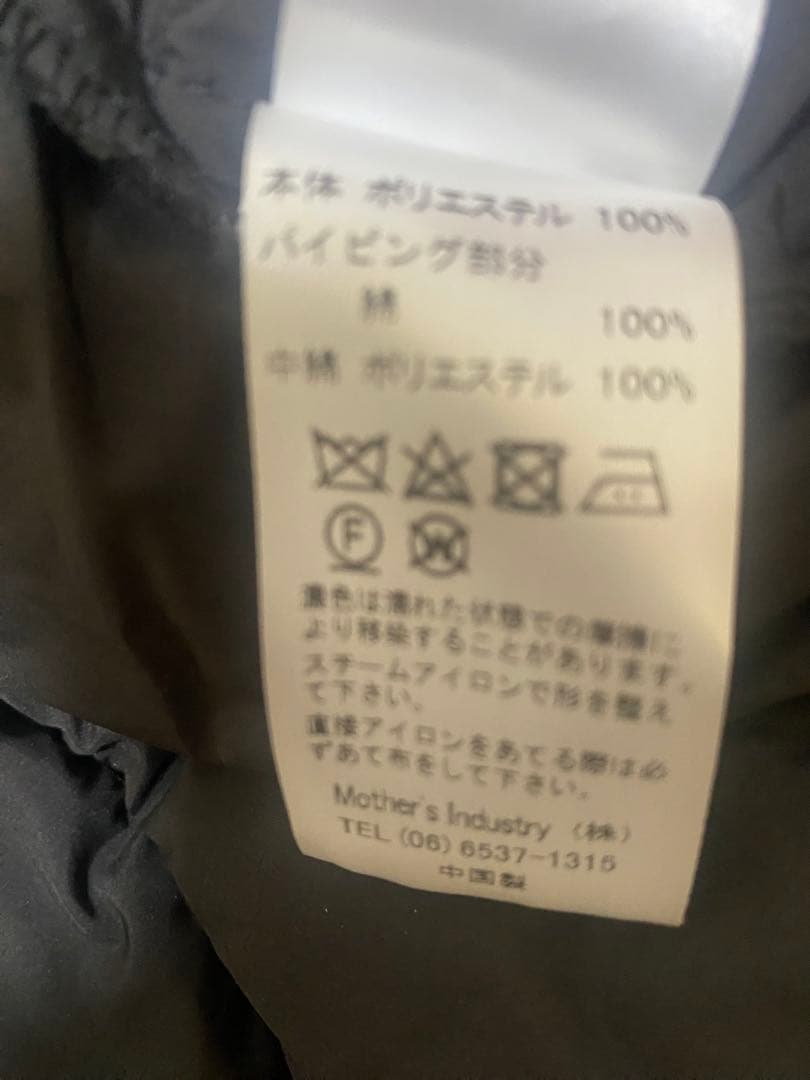 本体 ポリエステル 100%
パイピング部分
綿 100%
中綿 ポリエステル 100%
F
W
濃色は濡れた状態での摩擦に
より移染することがあります。
スチームアイロンで形を整え
て下さい。
直接アイロンをあてる際は必
ずあて布をして下さい。
Mother's Industry (株)
TEL (06) 6537-1315
中国製